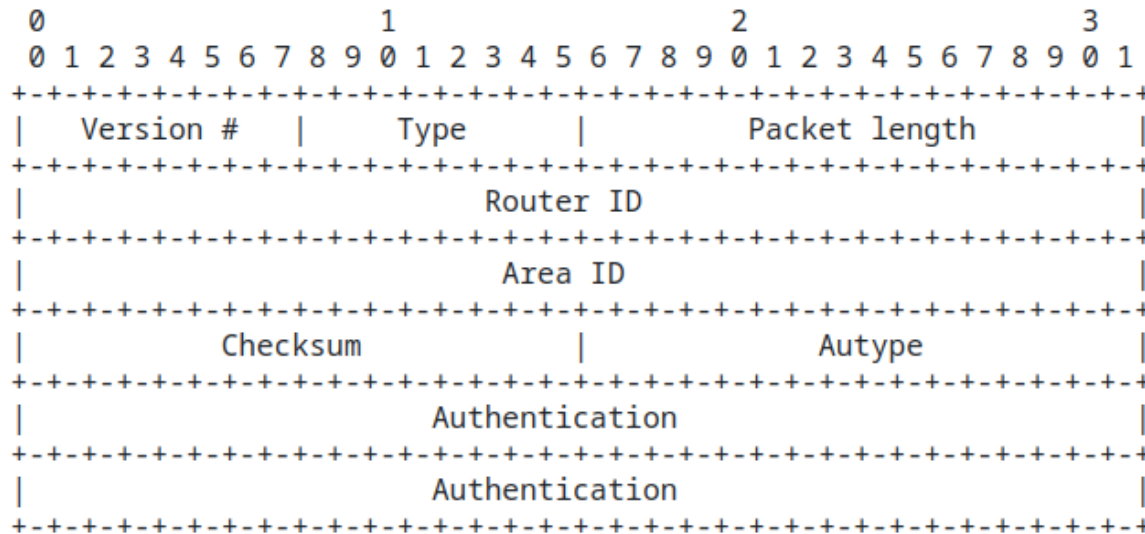 0                   1                   2                   3
0 1 2 3 4 5 6 7 8 9 0 1 2 3 4 5 6 7 8 9 0 1 2 3 4 5 6 7 8 9 0 1
+-+-+-+-+-+-+-+-+-+-+-+-+-+-+-+-+-+-+-+-+-+-+-+-+-+-+-+-+-+-+-+-+
|   Version #   |     Type      |         Packet length         |
+-+-+-+-+-+-+-+-+-+-+-+-+-+-+-+-+-+-+-+-+-+-+-+-+-+-+-+-+-+-+-+-+
|                          Router ID                            |
+-+-+-+-+-+-+-+-+-+-+-+-+-+-+-+-+-+-+-+-+-+-+-+-+-+-+-+-+-+-+-+-+
|                           Area ID                             |
+-+-+-+-+-+-+-+-+-+-+-+-+-+-+-+-+-+-+-+-+-+-+-+-+-+-+-+-+-+-+-+-+
|           Checksum            |             Autype            |
+-+-+-+-+-+-+-+-+-+-+-+-+-+-+-+-+-+-+-+-+-+-+-+-+-+-+-+-+-+-+-+-+
|                       Authentication                          |
+-+-+-+-+-+-+-+-+-+-+-+-+-+-+-+-+-+-+-+-+-+-+-+-+-+-+-+-+-+-+-+-+
|                       Authentication                          |
+-+-+-+-+-+-+-+-+-+-+-+-+-+-+-+-+-+-+-+-+-+-+-+-+-+-+-+-+-+-+-+-+